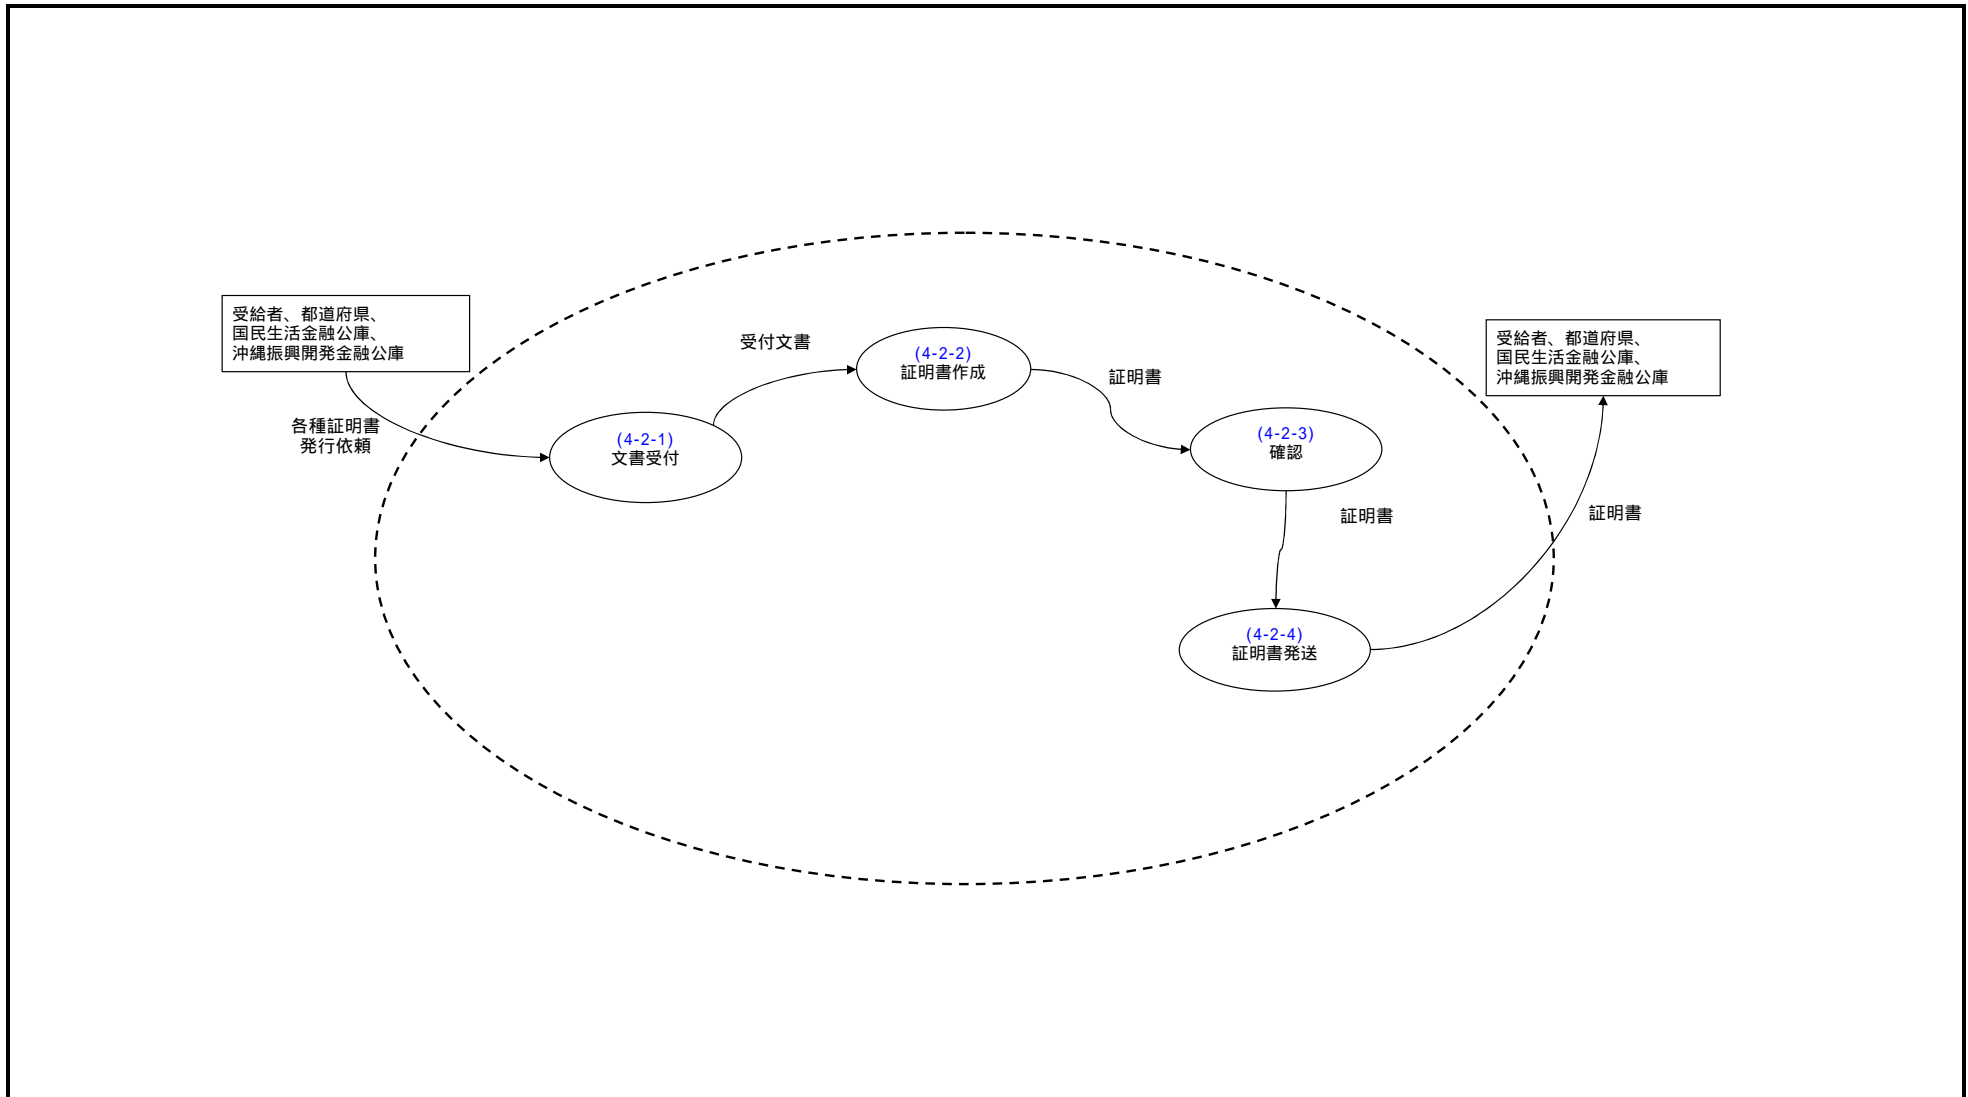 受給者、都道府県、
国民生活金融公庫、
沖縄振興開発金融公庫
各種証明書
発行依頼
(4-2-1)
文書受付
受付文書
(4-2-2)
証明書作成
証明書
(4-2-3)
確認
証明書
(4-2-4)
証明書発送
証明書
受給者、都道府県、
国民生活金融公庫、
沖縄振興開発金融公庫